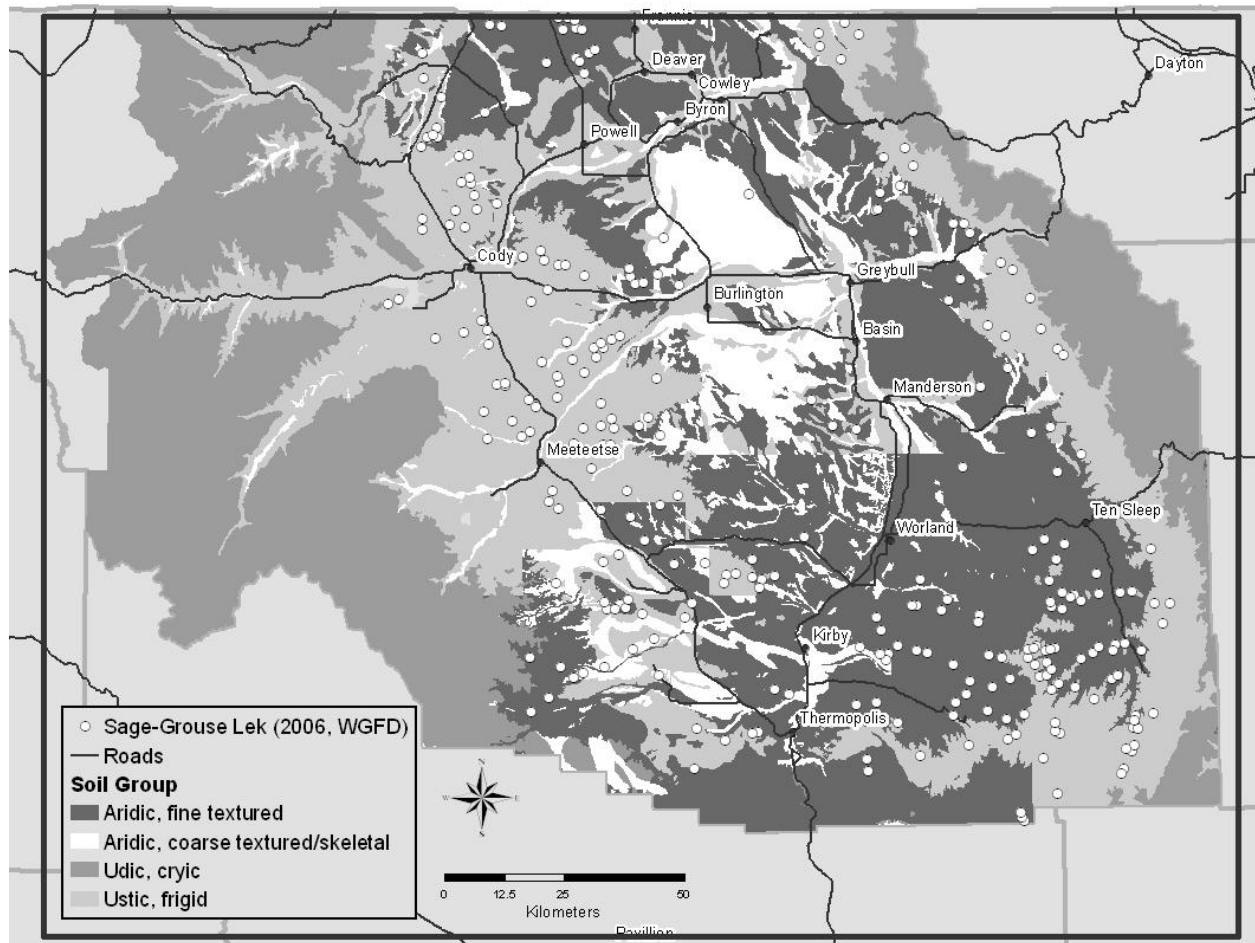 Frannie
Deaver
Dayton
Cowley
Byron
Powell
Cody
Greybull
Burlington
Basin
Manderson
Meeteetse
Ten Sleep
Worland
Kirby
Thermopolis
Sage-Grouse Lek (2006, WGFD)
Roads
Soil Group
Aridic, fine textured
Aridic, coarse textured/skeletal
Udic, cryic
Ustic, frigid
N
W E
S
0 12.5 25 50
Kilometers
Pavillion